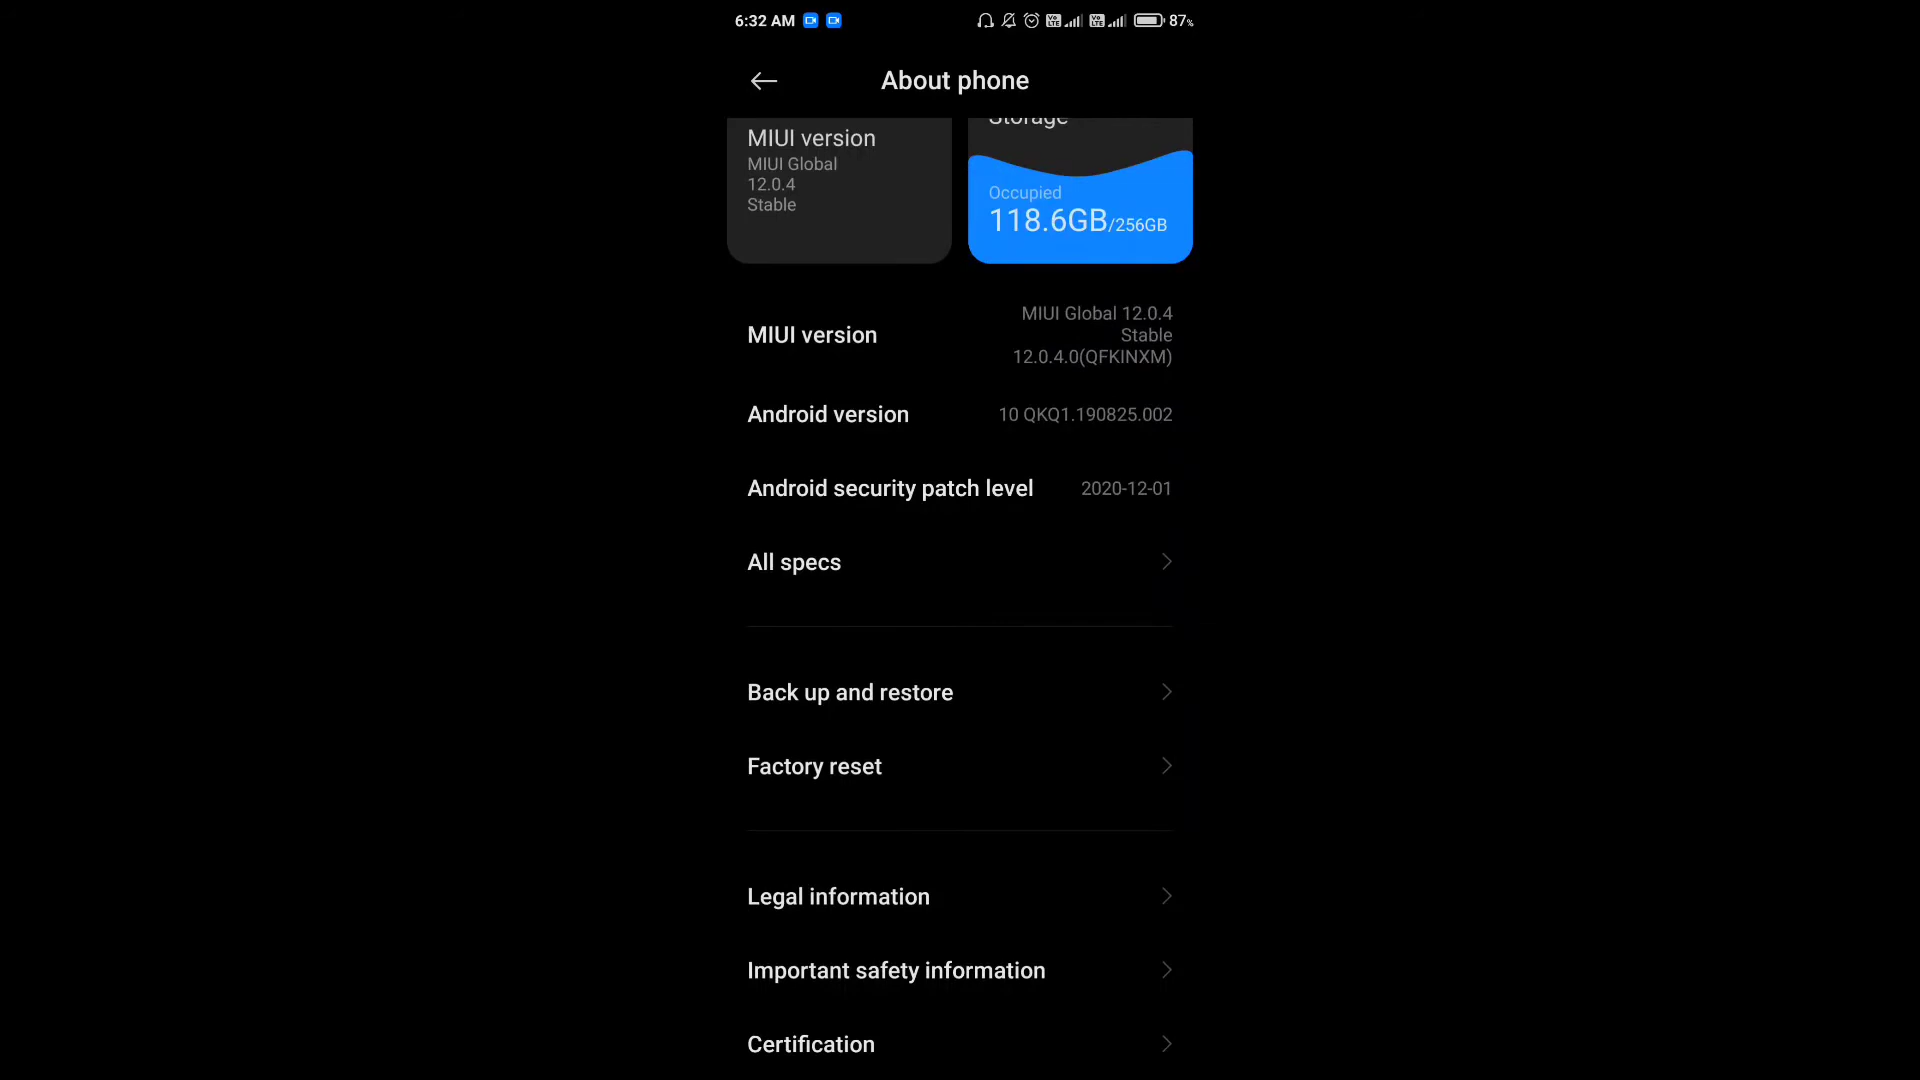 6:32 AM
87%
About phone
MIUI version
MIUI Global
12.0.4
Stable
Storage
Occupied
118.6GB/256GB
MIUI version
MIUI Global 12.0.4
Stable
12.0.4.0(QFKINXM)
Android version
10 QKQ1.190825.002
Android security patch level
2020-12-01
All specs
Back up and restore
Factory reset
Legal information
Important safety information
Certification